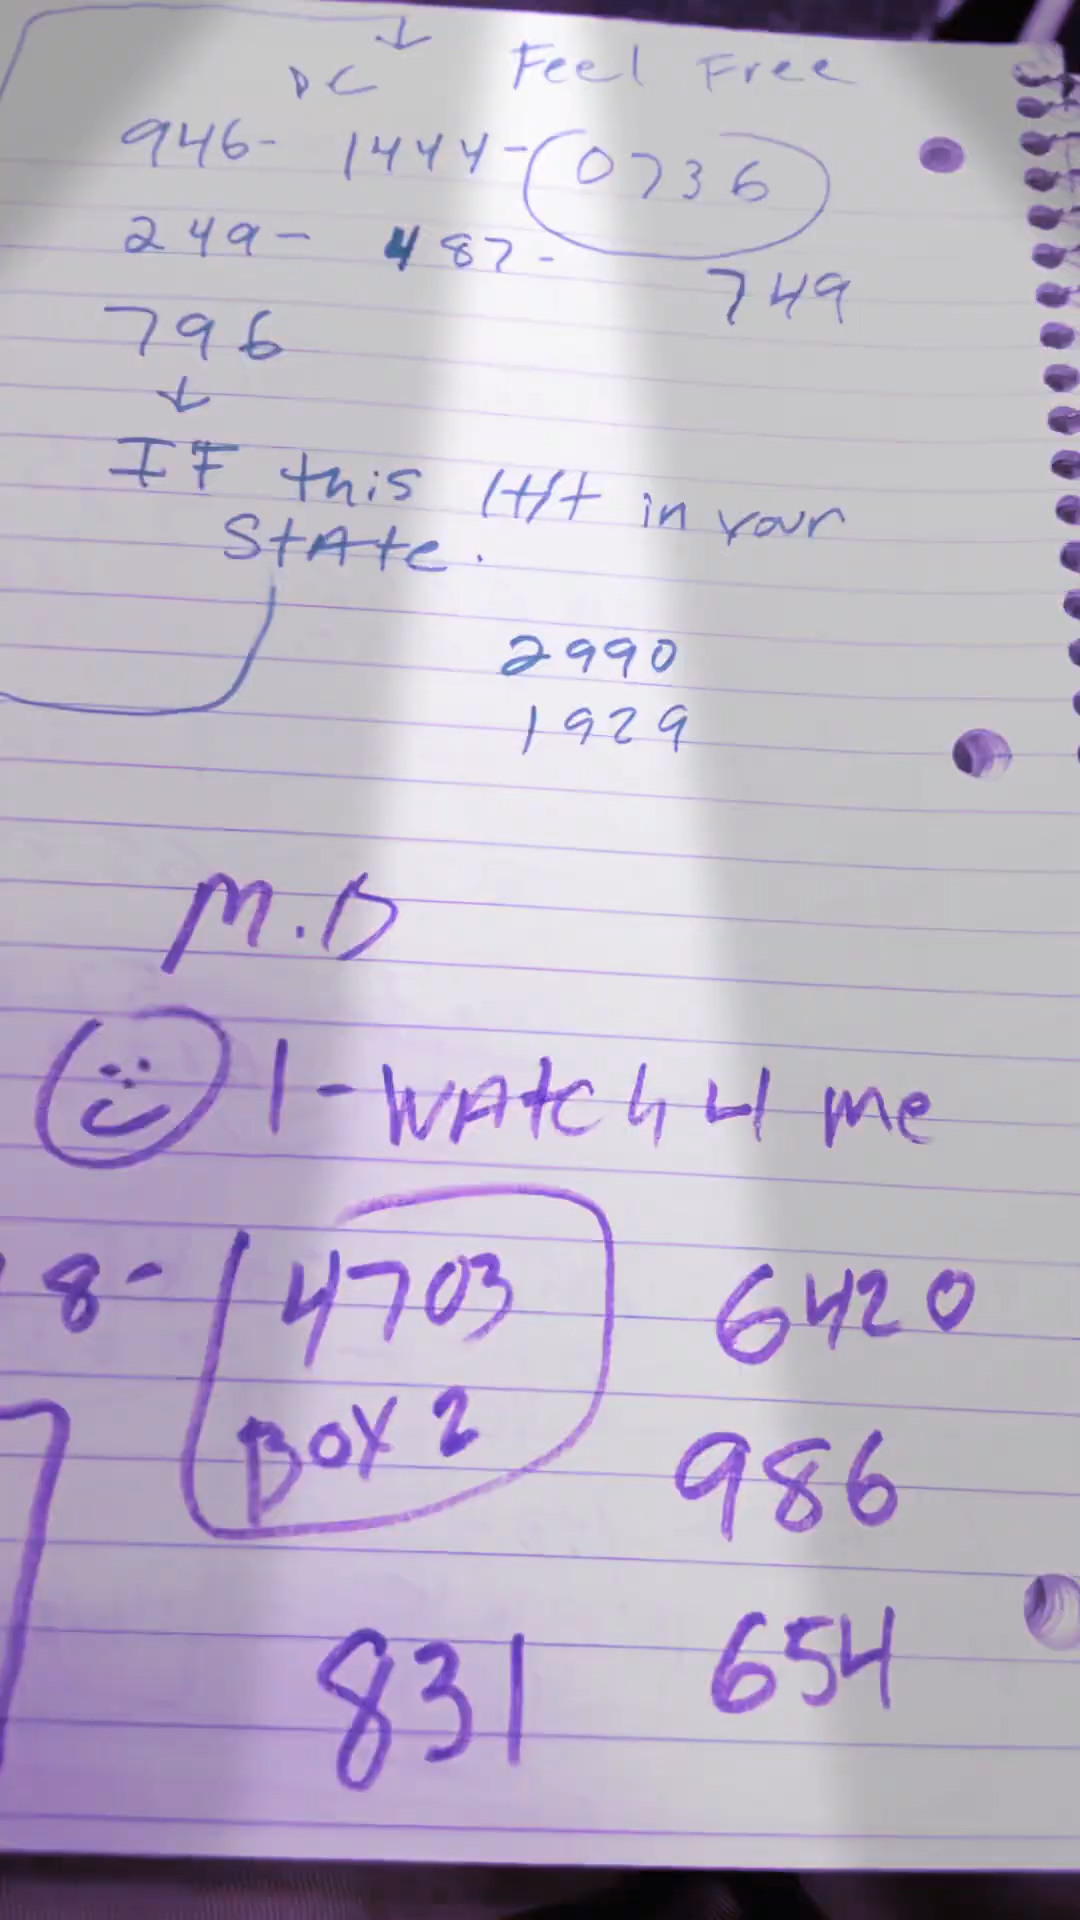 DC Feel Free
946- 1444- 0736
249- 487- 749
796
IF this Hit in your
State.
2990
1929
M.D
1-WAtch 4 me
8- 4703 6420
Box 2 986
831 654